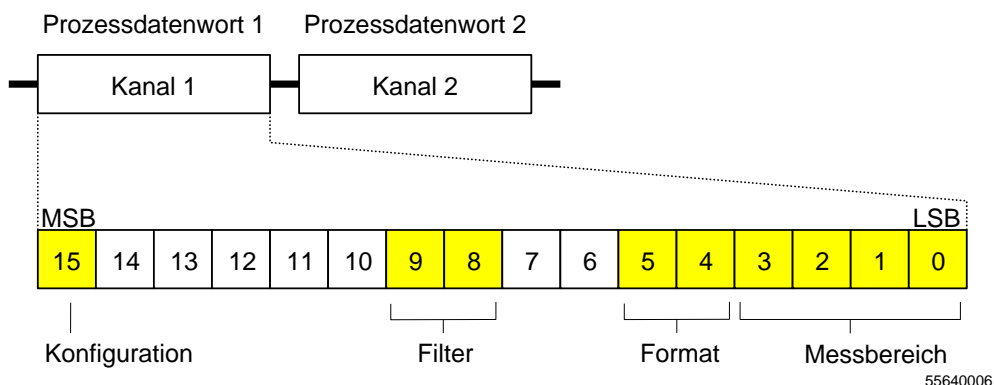 Prozessdatenwort 1 Prozessdatenwort 2
Kanal 1 Kanal 2
MSB LSB
15 14 13 12 11 10 9 8 7 6 5 4 3 2 1 0
Konfiguration Filter Format Messbereich
55640006